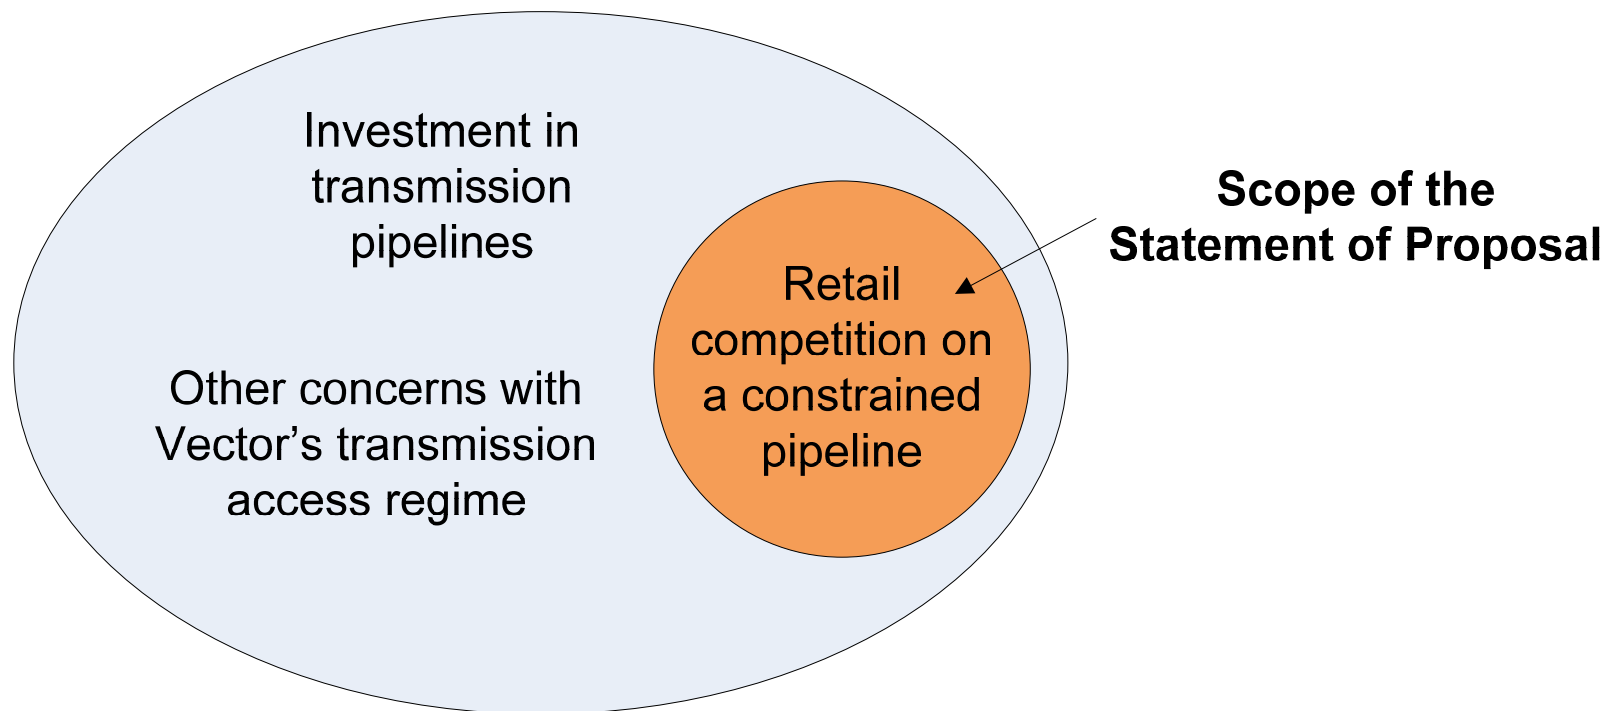 Investment in
transmission
pipelines
Other concerns with
Vector’s transmission
access regime
Retail
competition on
a constrained
pipeline
Scope of the
Statement of Proposal